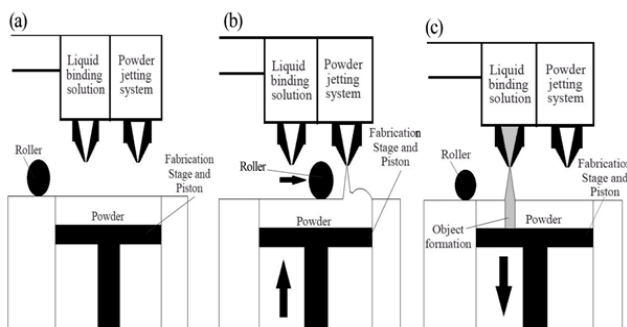 (a)
Liquid
binding
solution
Powder
jetting
system
Roller
Fabrication
Stage and
Piston
Powder
(b)
Liquid
binding
solution
Powder
jetting
system
Fabrication
Stage and
Piston
Roller
Powder
(c)
Liquid
binding
solution
Powder
jetting
system
Roller
Fabrication
Stage and
Piston
Powder
Object
formation